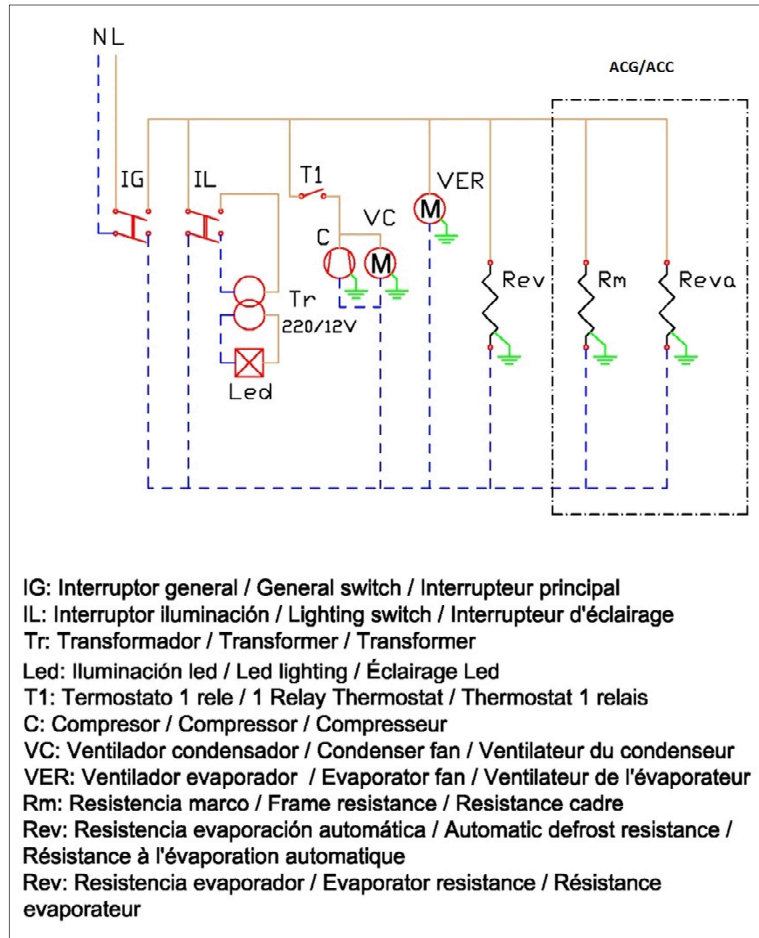 N L
ACG/ACC
IG
IL
T1
VER
VC
C
Tr
220/12V
Led
M
M
Rev
Rm
Reva
IG: Interruptor general / General switch / Interrupteur principal
IL: Interruptor iluminación / Lighting switch / Interrupteur d'éclairage
Tr: Transformador / Transformer / Transformer
Led: Iluminación led / Led lighting / Éclairage Led
T1: Termostato 1 rele / 1 Relay Thermostat / Thermostat 1 relais
C: Compresor / Compressor / Compresseur
VC: Ventilador condensador / Condenser fan / Ventilateur du condenseur
VER: Ventilador evaporador / Evaporator fan / Ventilateur de l'évaporateur
Rm: Resistencia marco / Frame resistance / Resistance cadre
Rev: Resistencia evaporación automática / Automatic defrost resistance /
Résistance à l'évaporation automatique
Rev: Resistencia evaporador / Evaporator resistance / Résistance
evaporateur